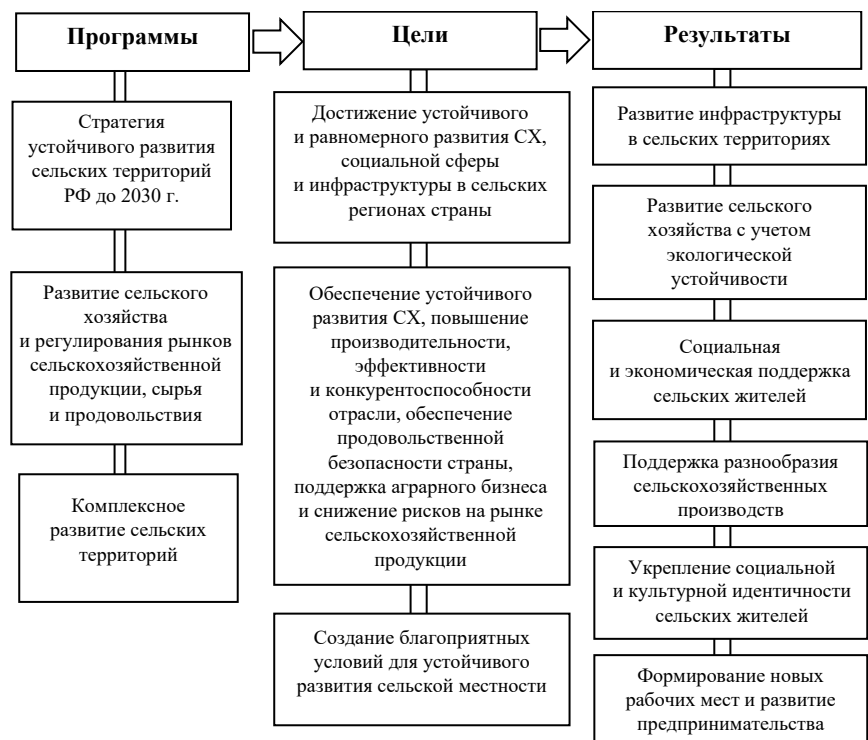 Программы
Цели
Результаты
Стратегия
устойчивого развития
сельских территорий
РФ до 2030 г.
Развитие сельского
хозяйства
и регулирования рынков
сельскохозяйственной
продукции, сырья
и продовольствия
Комплексное
развитие сельских
территорий
Достижение устойчивого
и равномерного развития СХ,
социальной сферы
и инфраструктуры в сельских
регионах страны
Обеспечение устойчивого
развития СХ, повышение
производительности,
эффективности
и конкурентоспособности
отрасли, обеспечение
продовольственной
безопасности страны,
поддержка аграрного бизнеса
и снижение рисков на рынке
сельскохозяйственной
продукции
Создание благоприятных
условий для устойчивого
развития сельской местности
Развитие инфраструктуры
в сельских территориях
Развитие сельского
хозяйства с учетом
экологической
устойчивости
Социальная
и экономическая поддержка
сельских жителей
Поддержка разнообразия
сельскохозяйственных
производств
Укрепление социальной
и культурной идентичности
сельских жителей
Формирование новых
рабочих мест и развитие
предпринимательства